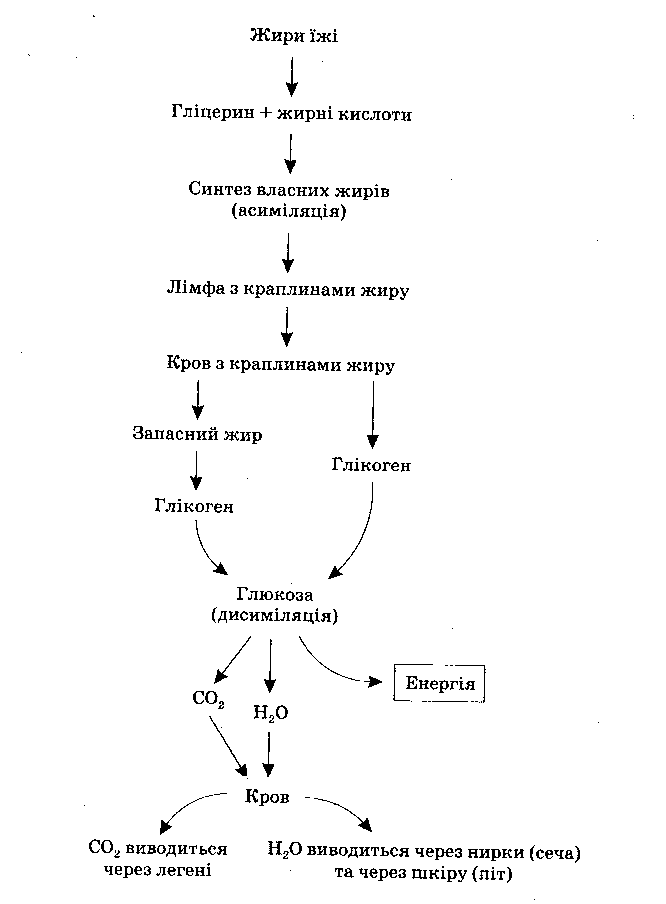 Жири їжі
Гліцерин + жирні кислоти
Синтез власних жирів
(асиміляція)
Лімфа з краплинами жиру
Кров з краплинами жиру
Запасний жир
Глікоген
Глікоген
Глюкоза
(дисиміляція)
Енергія
CO₂
H₂O
Кров
CO₂ виводиться
через легені
H₂O виводиться через нирки (сеча)
та через шкіру (піт)